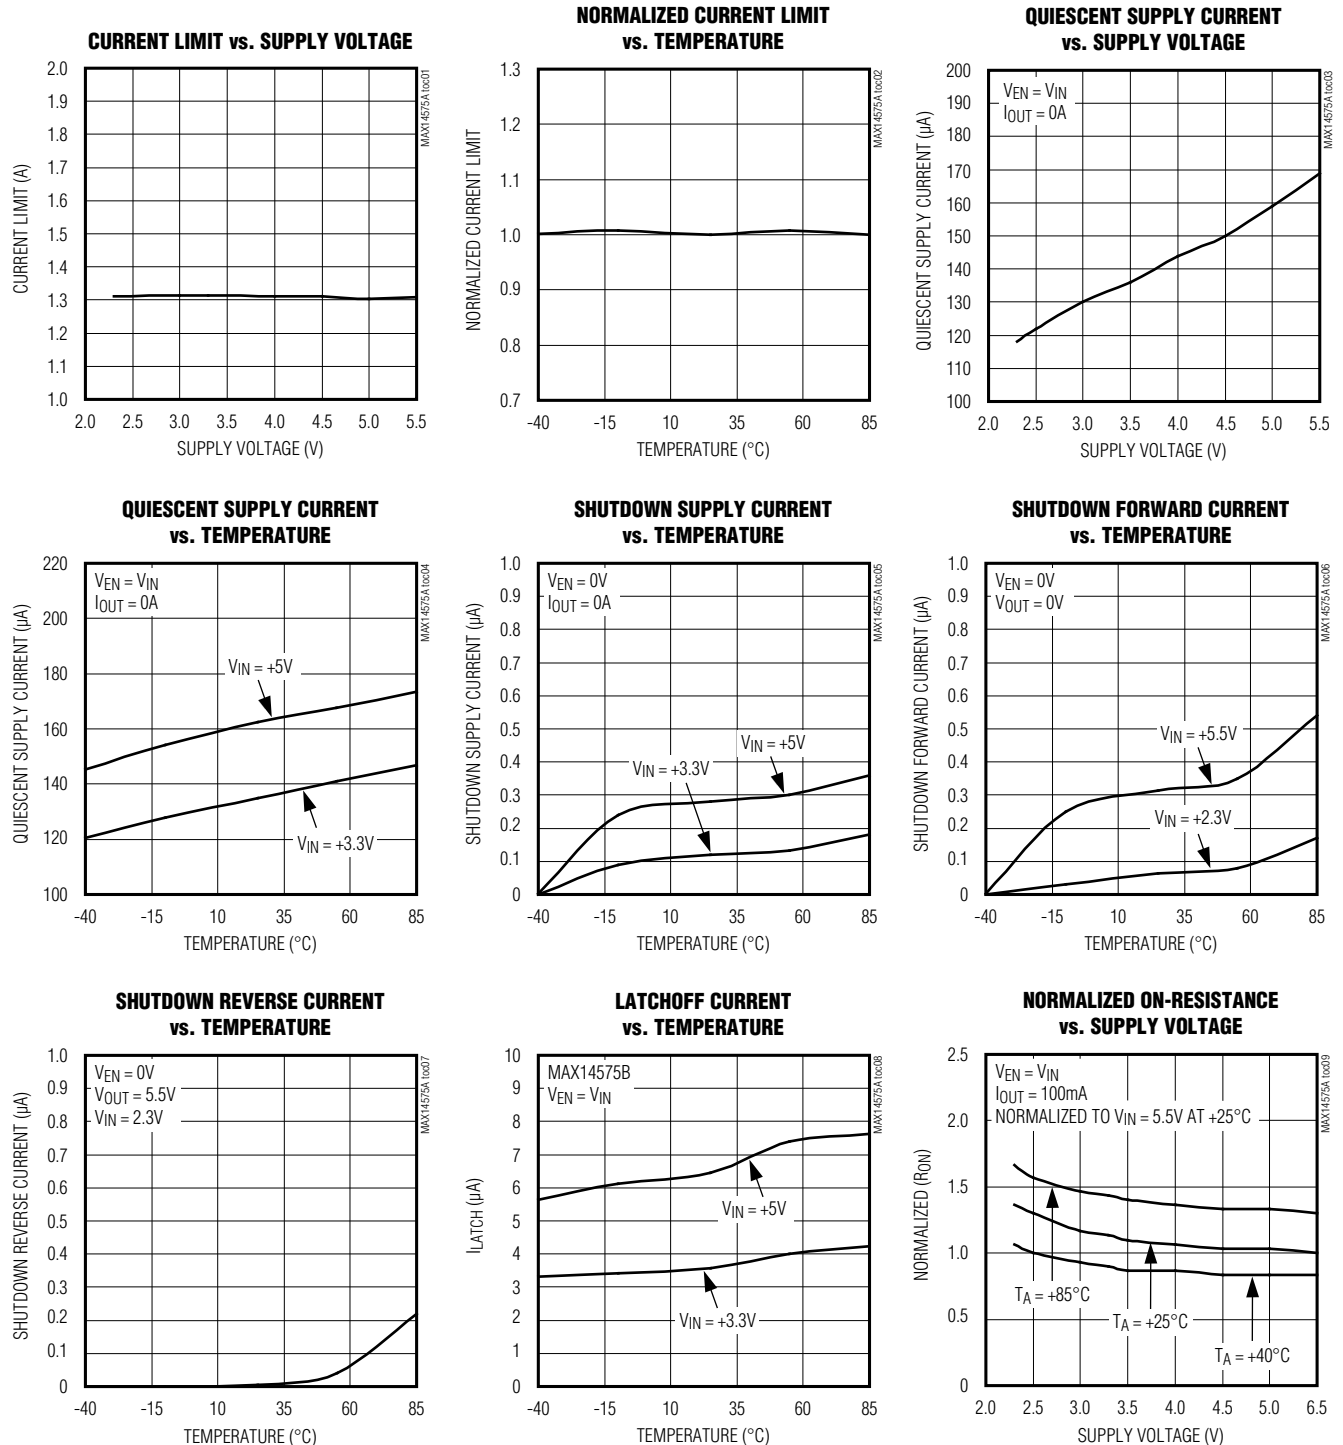 CURRENT LIMIT vs. SUPPLY VOLTAGE
MAX14575A toc01
CURRENT LIMIT (A)
2.0
1.9
1.8
1.7
1.6
1.5
1.4
1.3
1.2
1.1
1.0
2.0 2.5 3.0 3.5 4.0 4.5 5.0 5.5
SUPPLY VOLTAGE (V)
NORMALIZED CURRENT LIMIT
vs. TEMPERATURE
MAX14575A toc02
NORMALIZED CURRENT LIMIT
1.3
1.2
1.1
1.0
0.9
0.8
0.7
-40 -15 10 35 60 85
TEMPERATURE (°C)
QUIESCENT SUPPLY CURRENT
vs. SUPPLY VOLTAGE
MAX14575A toc03
VEN = VIN
IOUT = 0A
QUIESCENT SUPPLY CURRENT (µA)
200
190
180
170
160
150
140
130
120
110
100
2.0 2.5 3.0 3.5 4.0 4.5 5.0 5.5
SUPPLY VOLTAGE (V)
QUIESCENT SUPPLY CURRENT
vs. TEMPERATURE
MAX14575A toc04
VEN = VIN
IOUT = 0A
VIN = +5V
VIN = +3.3V
QUIESCENT SUPPLY CURRENT (µA)
220
200
180
160
140
120
100
-40 -15 10 35 60 85
TEMPERATURE (°C)
SHUTDOWN SUPPLY CURRENT
vs. TEMPERATURE
MAX14575A toc05
VEN = 0V
IOUT = 0A
VIN = +5V
VIN = +3.3V
SHUTDOWN SUPPLY CURRENT (µA)
1.0
0.9
0.8
0.7
0.6
0.5
0.4
0.3
0.2
0.1
0
-40 -15 10 35 60 85
TEMPERATURE (°C)
SHUTDOWN FORWARD CURRENT
vs. TEMPERATURE
MAX14575A toc06
VEN = 0V
VOUT = 0V
VIN = +5.5V
VIN = +2.3V
SHUTDOWN FORWARD CURRENT (µA)
1.0
0.9
0.8
0.7
0.6
0.5
0.4
0.3
0.2
0.1
0
-40 -15 10 35 60 85
TEMPERATURE (°C)
SHUTDOWN REVERSE CURRENT
vs. TEMPERATURE
MAX14575A toc07
VEN = 0V
VOUT = 5.5V
VIN = 2.3V
SHUTDOWN REVERSE CURRENT (µA)
1.0
0.9
0.8
0.7
0.6
0.5
0.4
0.3
0.2
0.1
0
-40 -15 10 35 60 85
TEMPERATURE (°C)
LATCHOFF CURRENT
vs. TEMPERATURE
MAX14575A toc08
MAX14575B
VEN = VIN
VIN = +5V
VIN = +3.3V
ILATCH (µA)
10
9
8
7
6
5
4
3
2
1
0
-40 -15 10 35 60 85
TEMPERATURE (°C)
NORMALIZED ON-RESISTANCE
vs. SUPPLY VOLTAGE
MAX14575A toc09
VEN = VIN
IOUT = 100mA
NORMALIZED TO VIN = 5.5V AT +25°C
TA = +85°C
TA = +25°C
TA = +40°C
NORMALIZED (RON)
2.5
2.0
1.5
1.0
0.5
0
2.0 2.5 3.0 3.5 4.0 4.5 5.0 6.5
SUPPLY VOLTAGE (V)